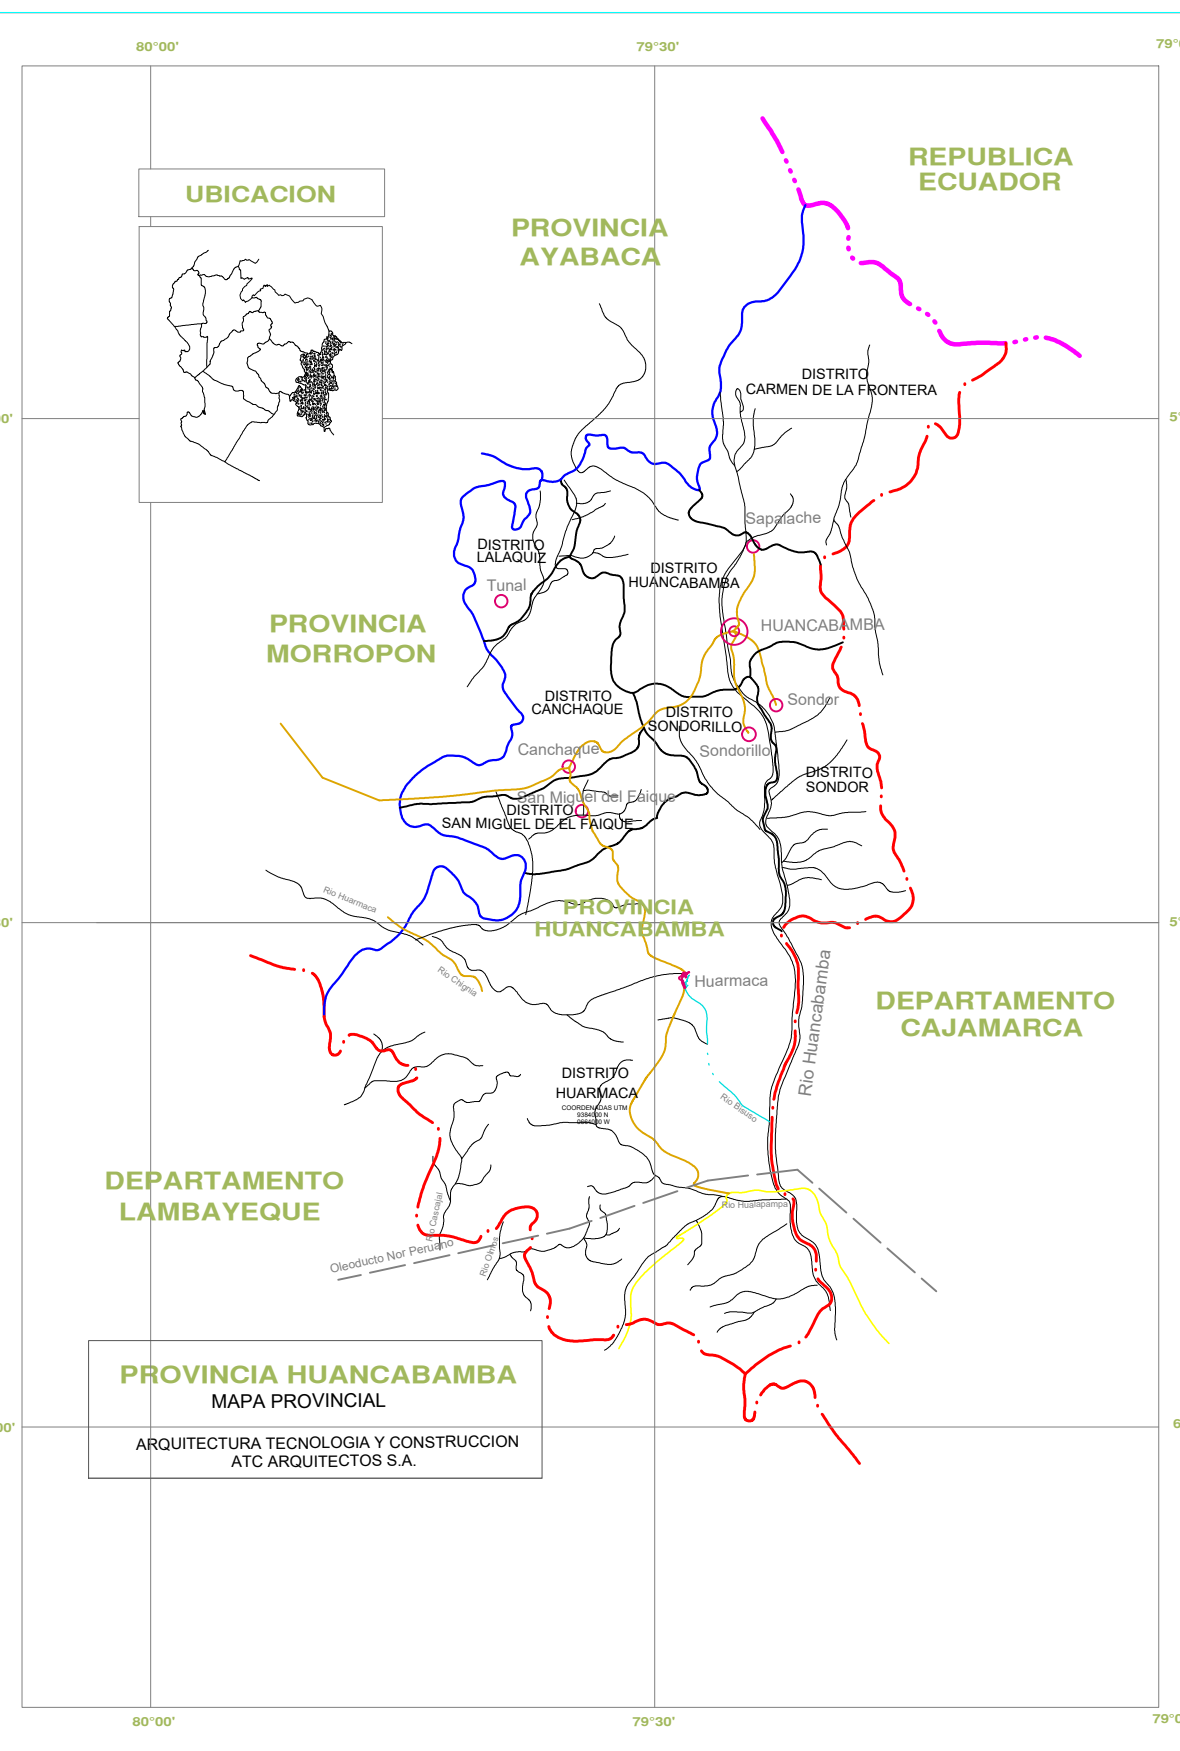 80°00'
79°30'
REPUBLICA
ECUADOR
UBICACION
PROVINCIA
AYABACA
DISTRITO
CARMEN DE LA FRONTERA
Sapalache
DISTRITO
LALAQUIZ
Tunal
DISTRITO
HUANCABAMBA
HUANCABAMBA
PROVINCIA
MORROPON
DISTRITO
CANCHAQUE
DISTRITO
SONDORILLO
Sondor
Canchaque
Sondorillo
DISTRITO
SONDOR
San Miguel del Faique
DISTRITO
SAN MIGUEL DE EL FAIQUE
Rio Huarmaca
PROVINCIA
HUANCABAMBA
Rio Chignia
Huarmaca
Rio Huancabamba
DEPARTAMENTO
CAJAMARCA
DISTRITO
HUARMACA
COORDENADAS UTM
9384000 N
W
Rio Bisuso
DEPARTAMENTO
LAMBAYEQUE
Rio Cascajal
Rio Olmos
Rio Hualapampa
Oleoducto Nor Peruano
PROVINCIA HUANCABAMBA
MAPA PROVINCIAL
ARQUITECTURA TECNOLOGIA Y CONSTRUCCION
ATC ARQUITECTOS S.A.
80°00'
79°30'